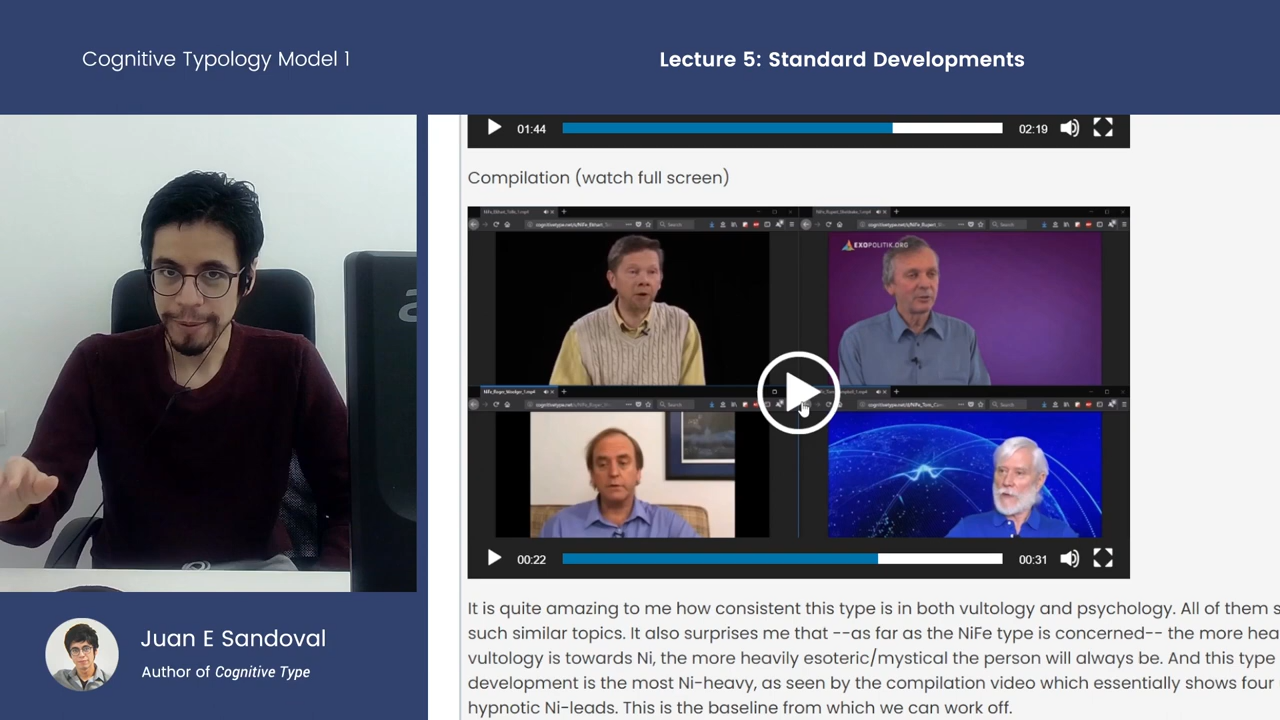 Cognitive Typology Model 1
Lecture 5: Standard Developments
01:44
02:19
Compilation (watch full screen)
EXOPOLITIK.ORG
00:22
00:31
It is quite amazing to me how consistent this type is in both vultology and psychology. All of them s
such similar topics. It also surprises me that --as far as the NiFe type is concerned-- the more hea
vultology is towards Ni, the more heavily esoteric/mystical the person will always be. And this type
development is the most Ni-heavy, as seen by the compilation video which essentially shows four
hypnotic Ni-leads. This is the baseline from which we can work off.
Juan E Sandoval
Author of Cognitive Type